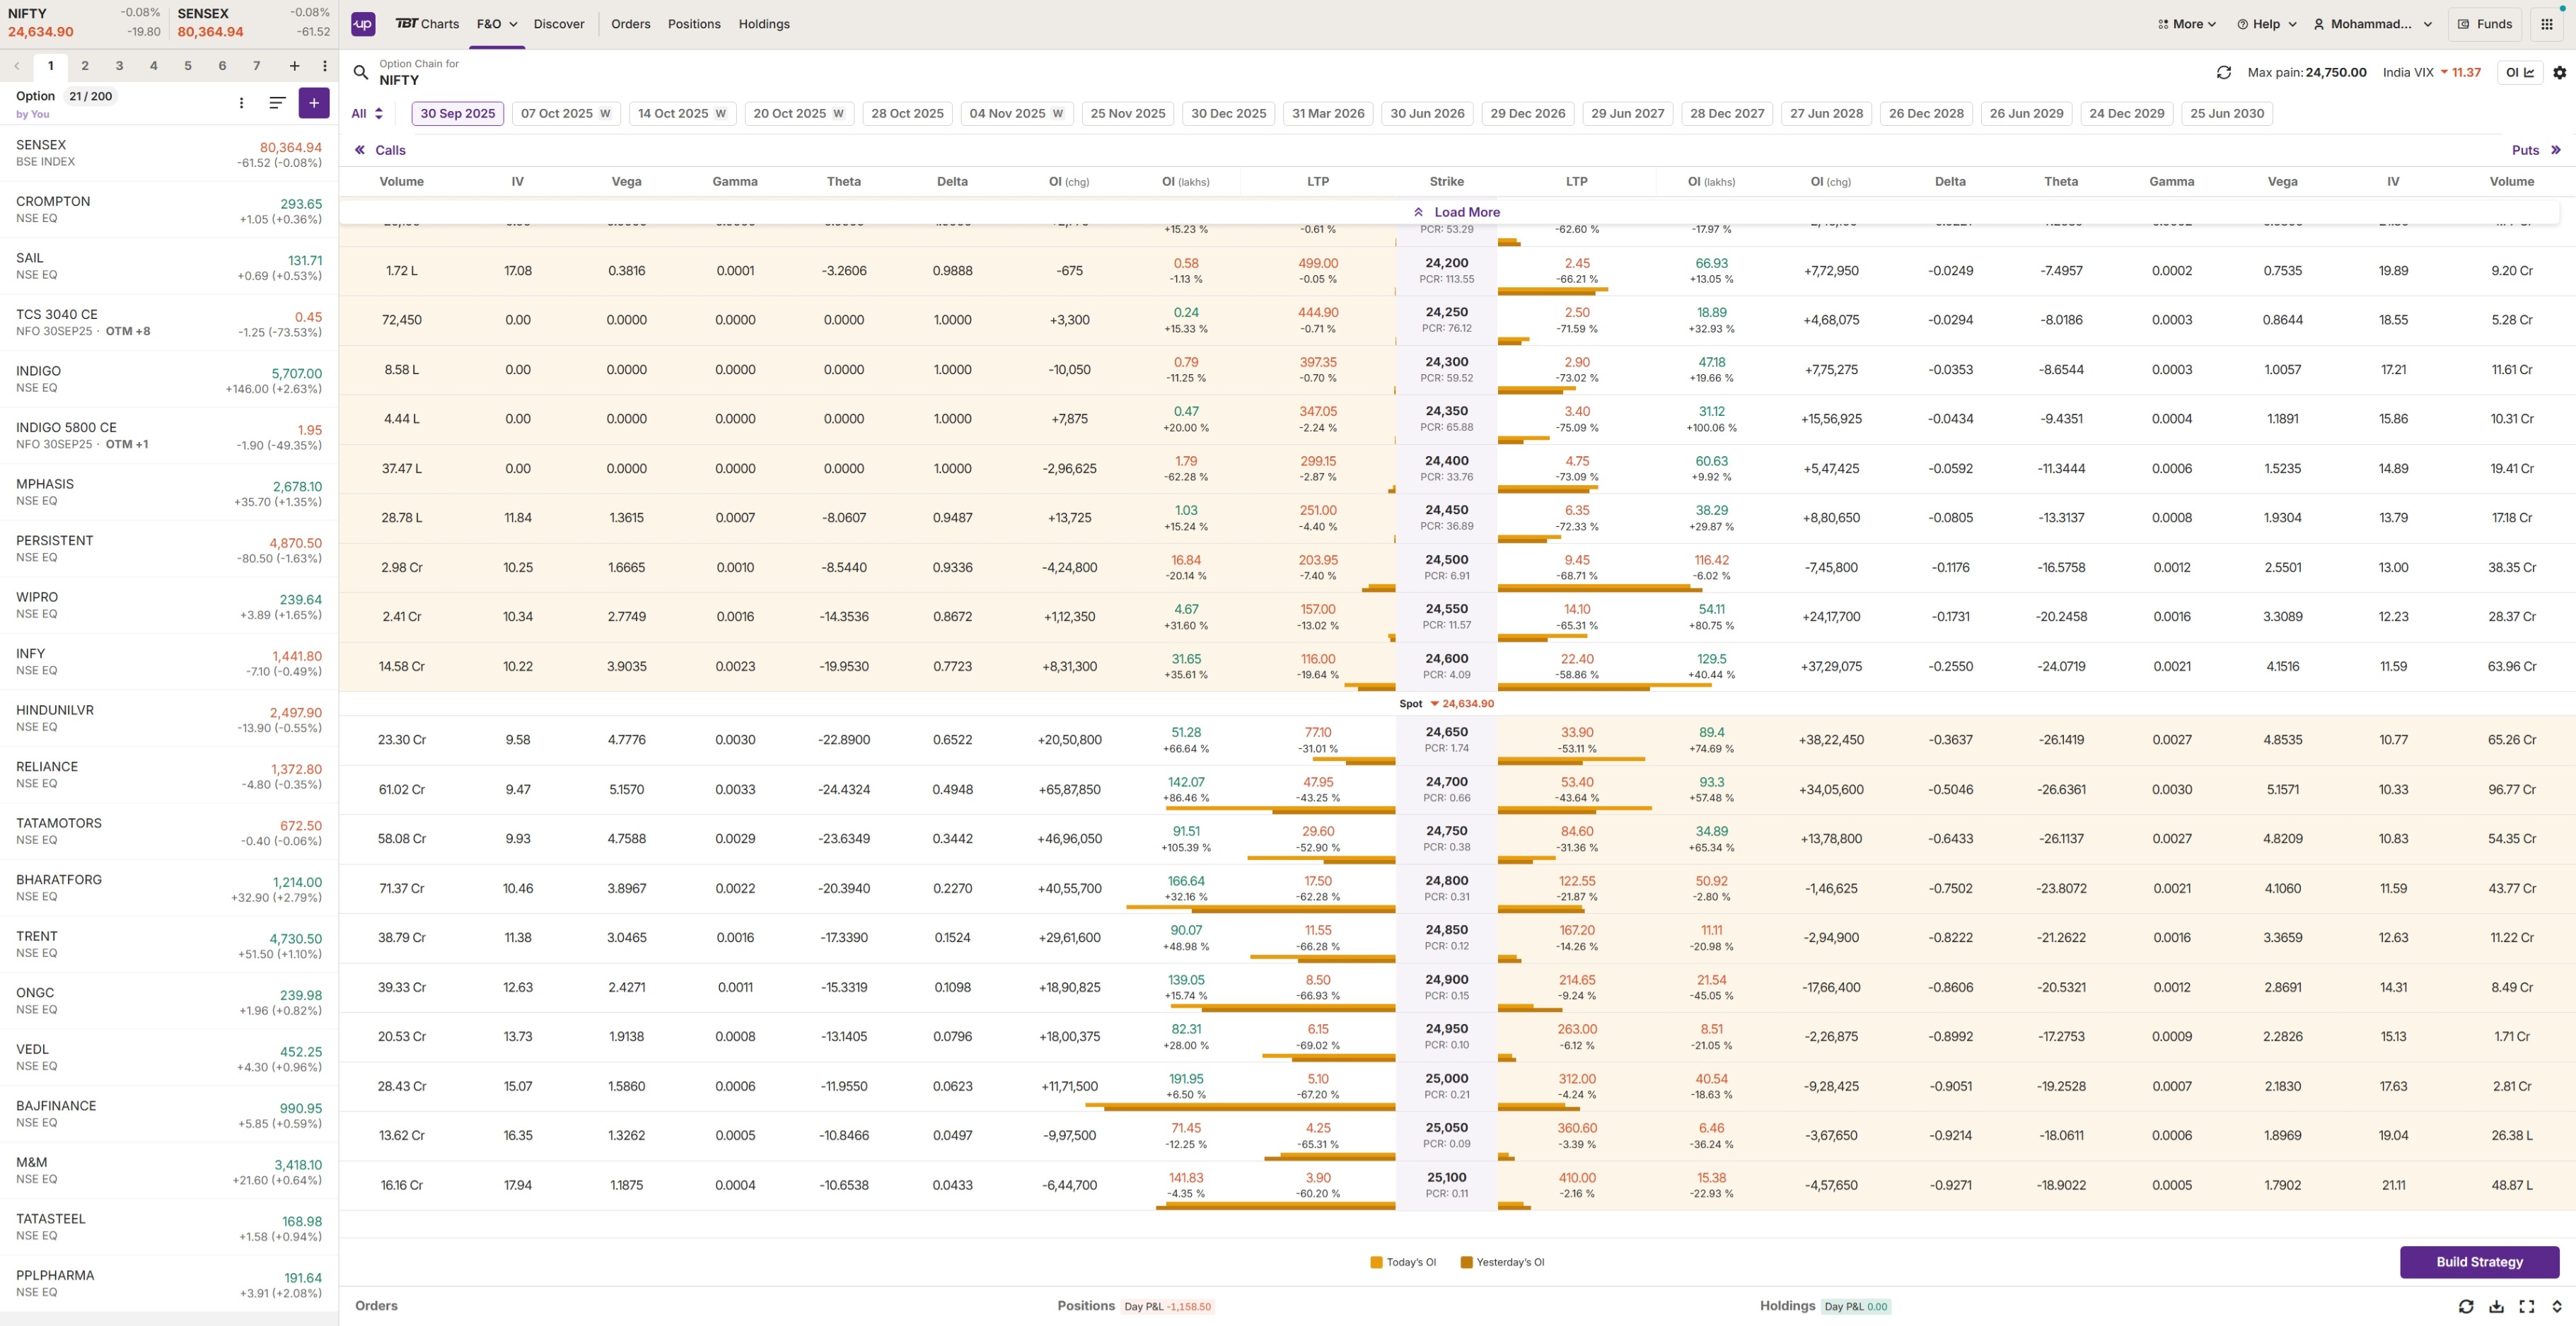 NIFTY -0.08% SENSEX -0.08%
24,634.90 -19.80 80,364.94 -61.52
up TBT Charts F&O Discover Orders Positions Holdings More Help Mohammad... Funds
1 2 3 4 5 6 7 +
Option 21 / 200
by You
SENSEX 80,364.94
BSE INDEX -61.52 (-0.08%)
CROMPTON 293.65
NSE EQ +1.05 (+0.36%)
SAIL 131.71
NSE EQ +0.69 (+0.53%)
TCS 3040 CE 0.45
NFO 30SEP25 · OTM +8 -1.25 (-73.53%)
INDIGO 5,707.00
NSE EQ +146.00 (+2.63%)
INDIGO 5800 CE 1.95
NFO 30SEP25 · OTM +1 -1.90 (-49.35%)
MPHASIS 2,678.10
NSE EQ +35.70 (+1.35%)
PERSISTENT 4,870.50
NSE EQ -80.50 (-1.63%)
WIPRO 239.64
NSE EQ +3.89 (+1.65%)
INFY 1,441.80
NSE EQ -7.10 (-0.49%)
HINDUNILVR 2,497.90
NSE EQ -13.90 (-0.55%)
RELIANCE 1,372.80
NSE EQ -4.80 (-0.35%)
TATAMOTORS 672.50
NSE EQ -0.40 (-0.06%)
BHARATFORG 1,214.00
NSE EQ +32.90 (+2.79%)
TRENT 4,730.50
NSE EQ +51.50 (+1.10%)
ONGC 239.98
NSE EQ +1.96 (+0.82%)
VEDL 452.25
NSE EQ +4.30 (+0.96%)
BAJFINANCE 990.95
NSE EQ +5.85 (+0.59%)
M&M 3,418.10
NSE EQ +21.60 (+0.64%)
TATASTEEL 168.98
NSE EQ +1.58 (+0.94%)
PPLPHARMA 191.64
NSE EQ +3.91 (+2.08%)
Option Chain for
NIFTY
Max pain: 24,750.00 India VIX 11.37 OI
All 30 Sep 2025 07 Oct 2025 W 14 Oct 2025 W 20 Oct 2025 W 28 Oct 2025 04 Nov 2025 W 25 Nov 2025 30 Dec 2025 31 Mar 2026 30 Jun 2026 29 Dec 2026 29 Jun 2027 28 Dec 2027 27 Jun 2028 26 Dec 2028 26 Jun 2029 24 Dec 2029 25 Jun 2030
Calls Puts
Volume IV Vega Gamma Theta Delta OI (chg) OI (lakhs) LTP Strike LTP OI (lakhs) OI (chg) Delta Theta Gamma Vega IV Volume
Load More
+15.23 % -0.61 % PCR: 53.29 -62.60 % -17.97 %
1.72 L 17.08 0.3816 0.0001 -3.2606 0.9888 -675 0.58 499.00 24,200 2.45 66.93 +7,72,950 -0.0249 -7.4957 0.0002 0.7535 19.89 9.20 Cr
-1.13 % -0.05 % PCR: 113.55 -66.21 % +13.05 %
72,450 0.00 0.0000 0.0000 0.0000 1.0000 +3,300 0.24 444.90 24,250 2.50 18.89 +4,68,075 -0.0294 -8.0186 0.0003 0.8644 18.55 5.28 Cr
+15.33 % -0.71 % PCR: 76.12 -71.59 % +32.93 %
8.58 L 0.00 0.0000 0.0000 0.0000 1.0000 -10,050 0.79 397.35 24,300 2.90 47.18 +7,75,275 -0.0353 -8.6544 0.0003 1.0057 17.21 11.61 Cr
-11.25 % -0.70 % PCR: 59.52 -73.02 % +19.66 %
4.44 L 0.00 0.0000 0.0000 0.0000 1.0000 +7,875 0.47 347.05 24,350 3.40 31.12 +15,56,925 -0.0434 -9.4351 0.0004 1.1891 15.86 10.31 Cr
+20.00 % -2.24 % PCR: 65.88 -75.09 % +100.06 %
37.47 L 0.00 0.0000 0.0000 0.0000 1.0000 -2,96,625 1.79 299.15 24,400 4.75 60.63 +5,47,425 -0.0592 -11.3444 0.0006 1.5235 14.89 19.41 Cr
-62.28 % -2.87 % PCR: 33.76 -73.09 % +9.92 %
28.78 L 11.84 1.3615 0.0007 -8.0607 0.9487 +13,725 1.03 251.00 24,450 6.35 38.29 +8,80,650 -0.0805 -13.3137 0.0008 1.9304 13.79 17.18 Cr
+15.24 % -4.40 % PCR: 36.89 -72.33 % +29.87 %
2.98 Cr 10.25 1.6665 0.0010 -8.5440 0.9336 -4,24,800 16.84 203.95 24,500 9.45 116.42 -7,45,800 -0.1176 -16.5758 0.0012 2.5501 13.00 38.35 Cr
-20.14 % -7.40 % PCR: 6.91 -68.71 % -6.02 %
2.41 Cr 10.34 2.7749 0.0016 -14.3536 0.8672 +1,12,350 4.67 157.00 24,550 14.10 54.11 +24,17,700 -0.1731 -20.2458 0.0016 3.3089 12.23 28.37 Cr
+31.60 % -13.02 % PCR: 11.57 -65.31 % +80.75 %
14.58 Cr 10.22 3.9035 0.0023 -19.9530 0.7723 +8,31,300 31.65 116.00 24,600 22.40 129.5 +37,29,075 -0.2550 -24.0719 0.0021 4.1516 11.59 63.96 Cr
+35.61 % -19.64 % PCR: 4.09 -58.86 % +40.44 %
Spot 24,634.90
23.30 Cr 9.58 4.7776 0.0030 -22.8900 0.6522 +20,50,800 51.28 77.10 24,650 33.90 89.4 +38,22,450 -0.3637 -26.1419 0.0027 4.8535 10.77 65.26 Cr
+66.64 % -31.01 % PCR: 1.74 -53.11 % +74.69 %
61.02 Cr 9.47 5.1570 0.0033 -24.4324 0.4948 +65,87,850 142.07 47.95 24,700 53.40 93.3 +34,05,600 -0.5046 -26.6361 0.0030 5.1571 10.33 96.77 Cr
+86.46 % -43.25 % PCR: 0.66 -43.64 % +57.48 %
58.08 Cr 9.93 4.7588 0.0029 -23.6349 0.3442 +46,96,050 91.51 29.60 24,750 84.60 34.89 +13,78,800 -0.6433 -26.1137 0.0027 4.8209 10.83 54.35 Cr
+105.39 % -52.90 % PCR: 0.38 -31.36 % +65.34 %
71.37 Cr 10.46 3.8967 0.0022 -20.3940 0.2270 +40,55,700 166.64 17.50 24,800 122.55 50.92 -1,46,625 -0.7502 -23.8072 0.0021 4.1060 11.59 43.77 Cr
+32.16 % -62.28 % PCR: 0.31 -21.87 % -2.80 %
38.79 Cr 11.38 3.0465 0.0016 -17.3390 0.1524 +29,61,600 90.07 11.55 24,850 167.20 11.11 -2,94,900 -0.8222 -21.2622 0.0016 3.3659 12.63 11.22 Cr
+48.98 % -66.28 % PCR: 0.12 -14.26 % -20.98 %
39.33 Cr 12.63 2.4271 0.0011 -15.3319 0.1098 +18,90,825 139.05 8.50 24,900 214.65 21.54 -17,66,400 -0.8606 -20.5321 0.0012 2.8691 14.31 8.49 Cr
+15.74 % -66.93 % PCR: 0.15 -9.24 % -45.05 %
20.53 Cr 13.73 1.9138 0.0008 -13.1405 0.0796 +18,00,375 82.31 6.15 24,950 263.00 8.51 -2,26,875 -0.8992 -17.2753 0.0009 2.2826 15.13 1.71 Cr
+28.00 % -69.02 % PCR: 0.10 -6.12 % -21.05 %
28.43 Cr 15.07 1.5860 0.0006 -11.9550 0.0623 +11,71,500 191.95 5.10 25,000 312.00 40.54 -9,28,425 -0.9051 -19.2528 0.0007 2.1830 17.63 2.81 Cr
+6.50 % -67.20 % PCR: 0.21 -4.24 % -18.63 %
13.62 Cr 16.35 1.3262 0.0005 -10.8466 0.0497 -9,97,500 71.45 4.25 25,050 360.60 6.46 -3,67,650 -0.9214 -18.0611 0.0006 1.8969 19.04 26.38 L
-12.25 % -65.31 % PCR: 0.09 -3.39 % -36.24 %
16.16 Cr 17.94 1.1875 0.0004 -10.6538 0.0433 -6,44,700 141.83 3.90 25,100 410.00 15.38 -4,57,650 -0.9271 -18.9022 0.0005 1.7902 21.11 48.87 L
-4.35 % -60.20 % PCR: 0.11 -2.16 % -22.93 %
Today's OI Yesterday's OI
Build Strategy
Orders Positions Day P&L -1,158.50 Holdings Day P&L 0.00